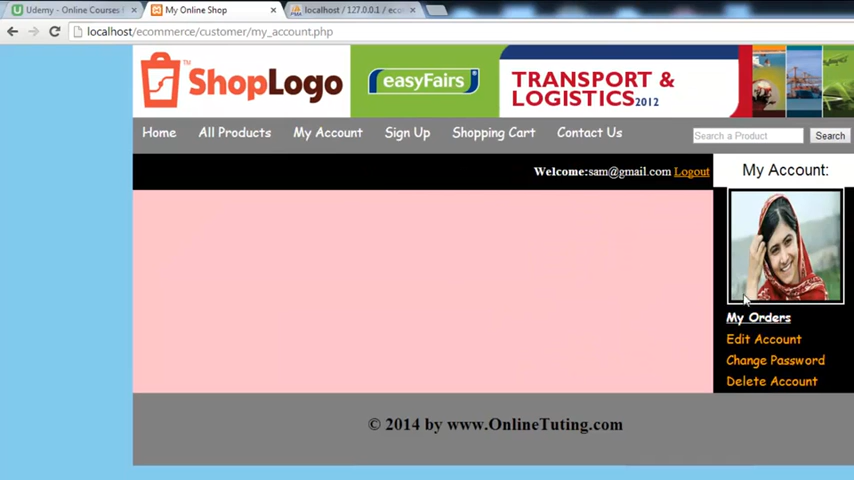 Udemy - Online Courses
My Online Shop
localhost / 127.0.0.1 / eco
localhost/ecommerce/customer/my_account.php
ShopLogo™
easyFairs
TRANSPORT &
LOGISTICS2012
Home All Products My Account Sign Up Shopping Cart Contact Us
Search a Product Search
Welcome:sam@gmail.com Logout
My Account:
My Orders
Edit Account
Change Password
Delete Account
© 2014 by www.OnlineTuting.com